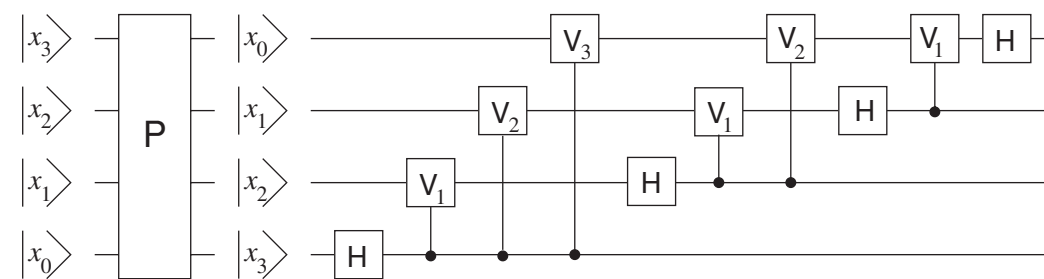 |x₃⟩ |x₀⟩ V₃ V₂ V₁ H
|x₂⟩ |x₁⟩ V₂ V₁ H
P
|x₁⟩ |x₂⟩ V₁ H
|x₀⟩ |x₃⟩ H